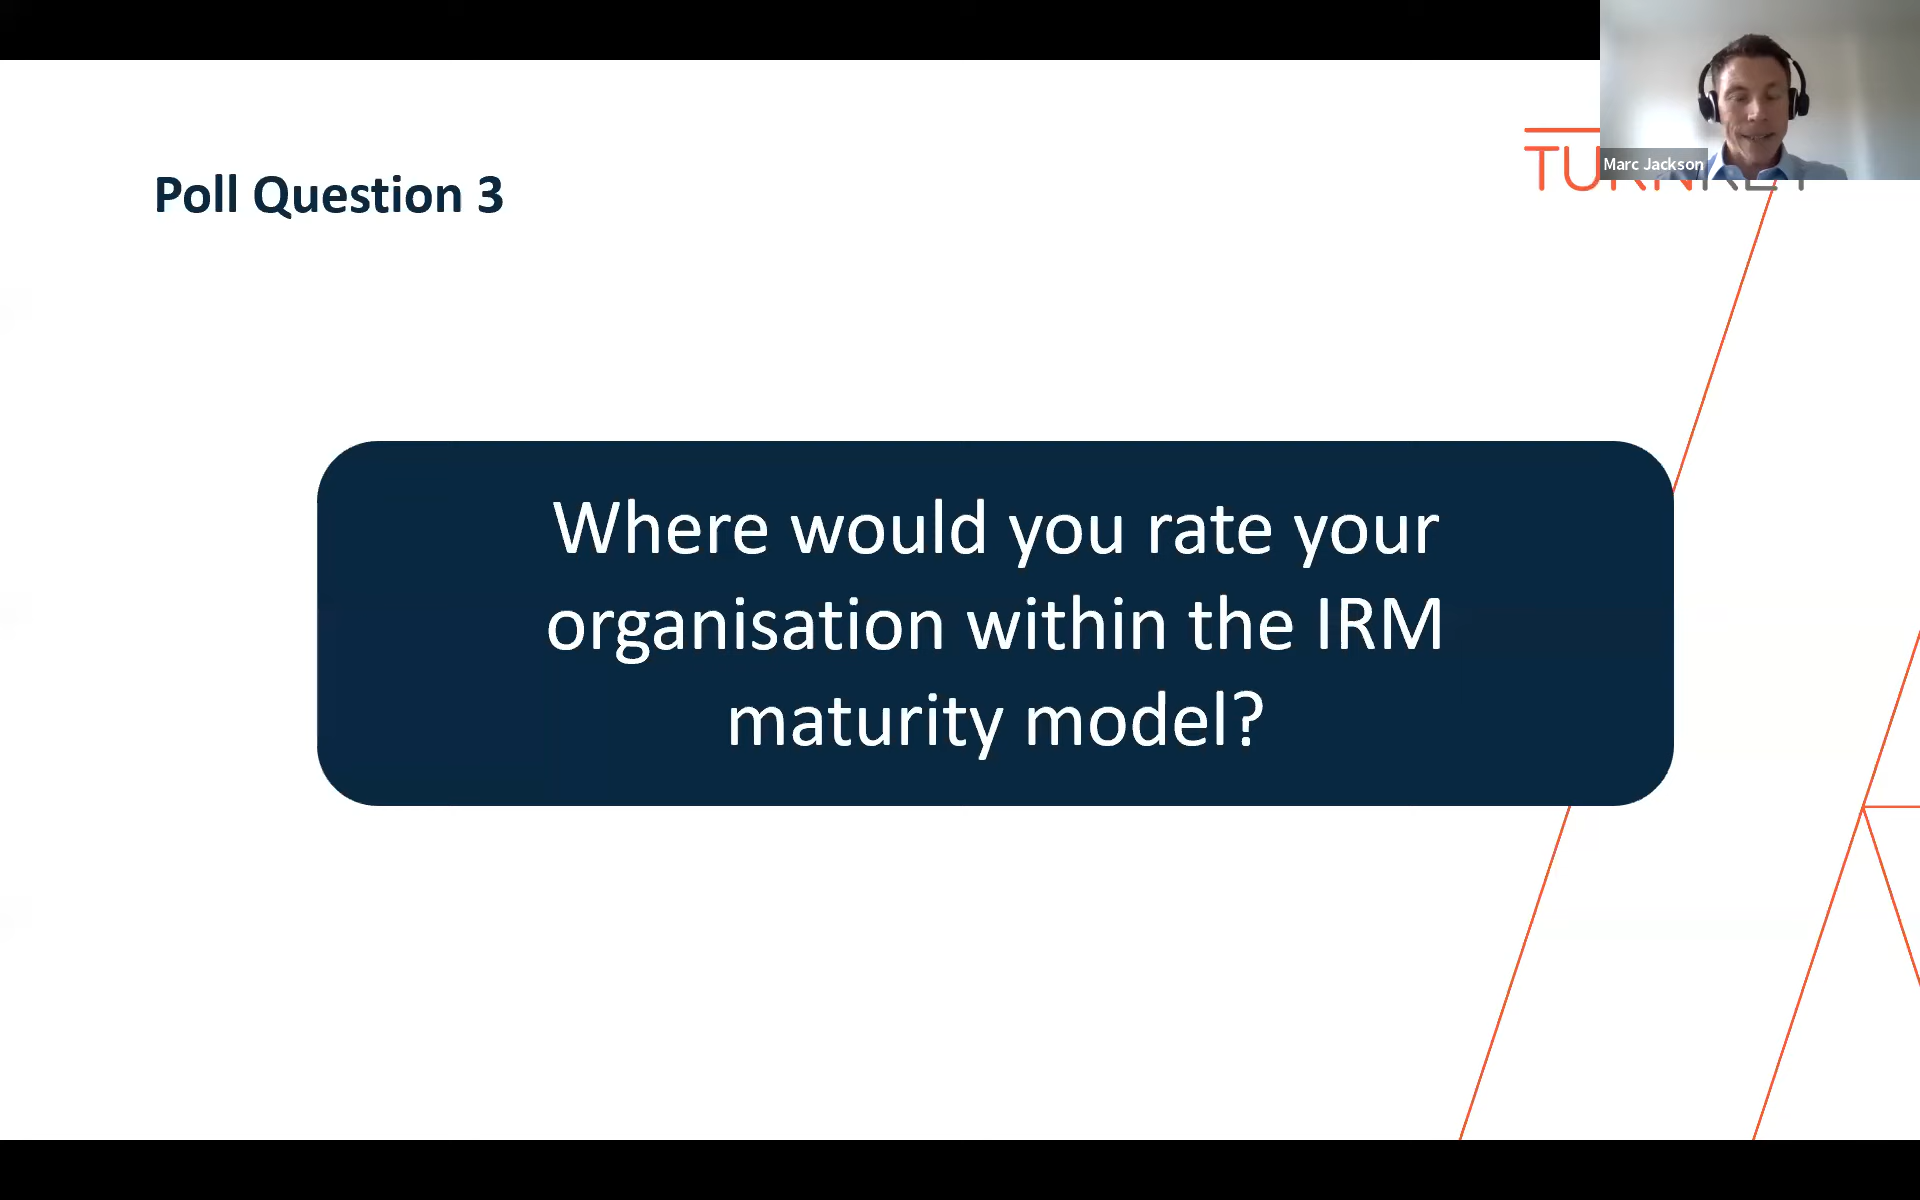 Poll Question 3
Marc Jackson
Where would you rate your
organisation within the IRM
maturity model?